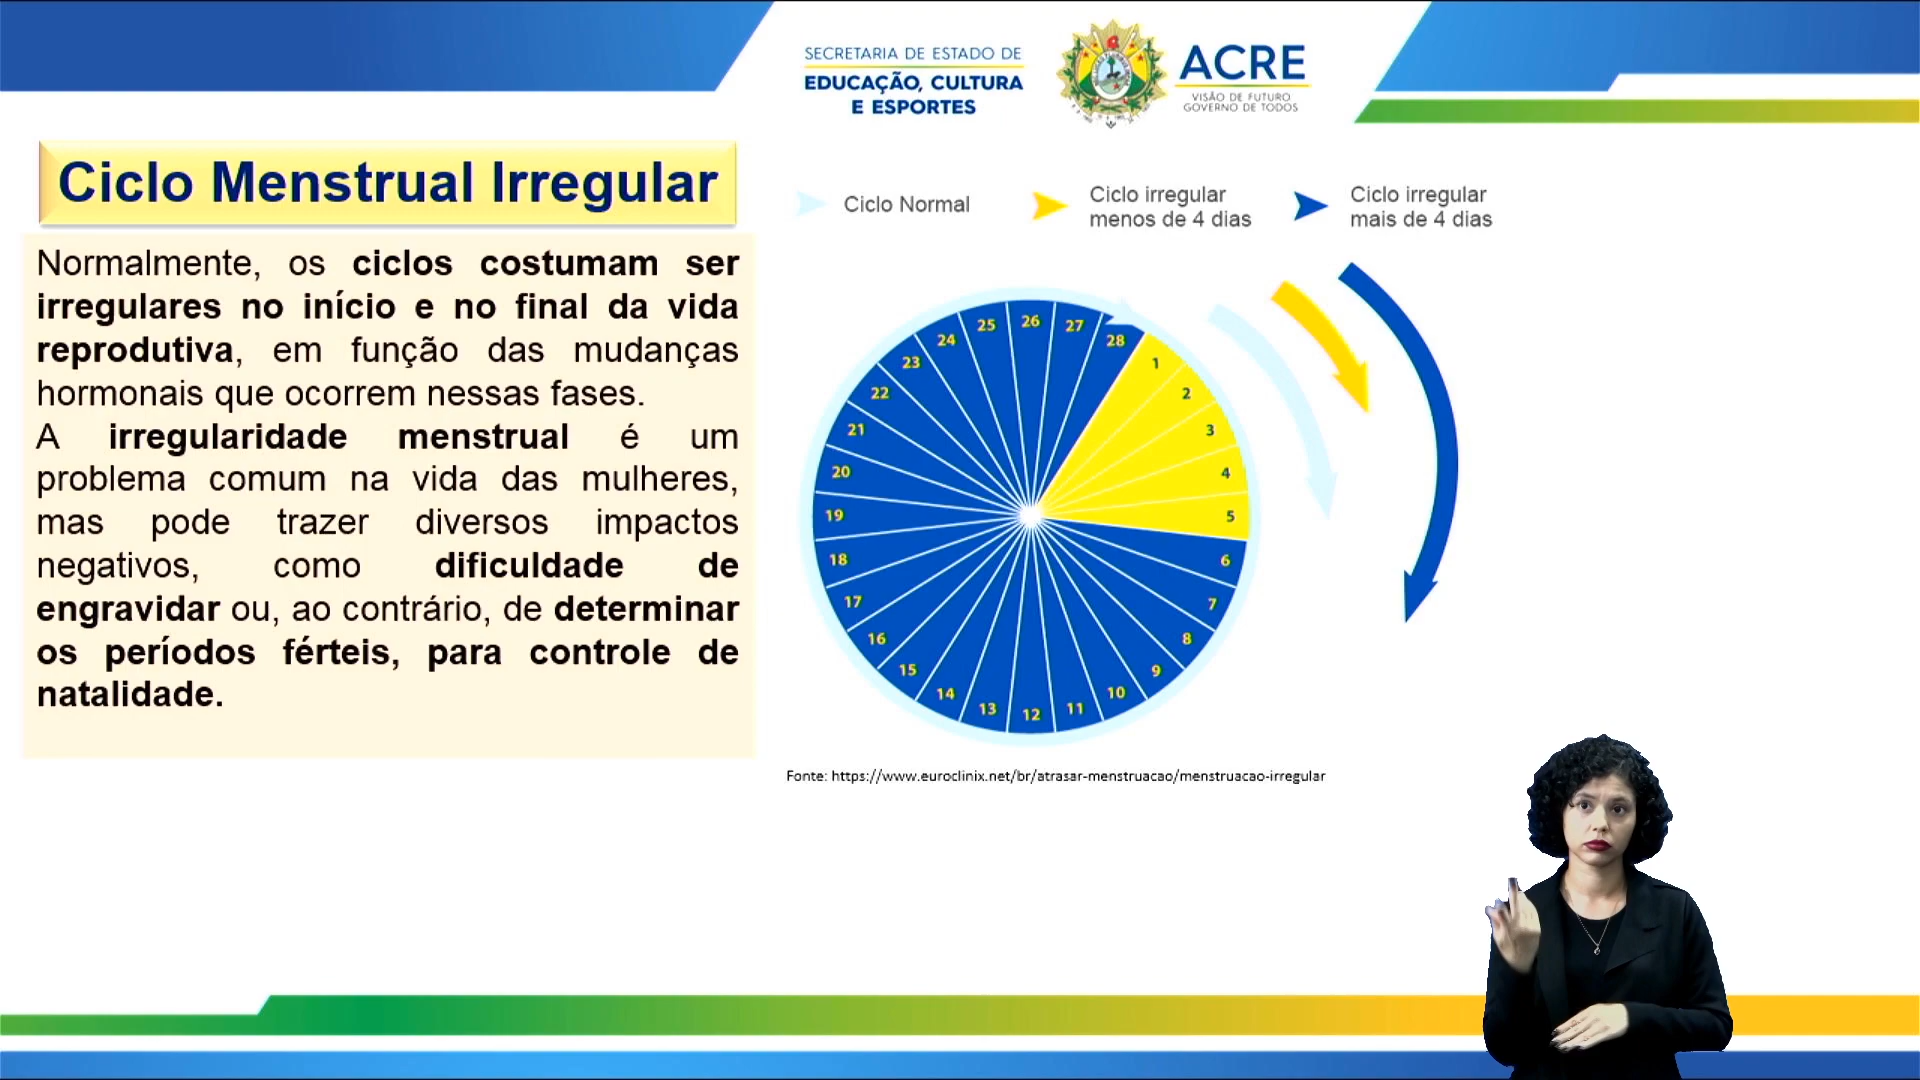 SECRETARIA DE ESTADO DE
EDUCAÇÃO, CULTURA
E ESPORTES
ACRE
VISÃO DE FUTURO
GOVERNO DE TODOS
Ciclo Menstrual Irregular
Normalmente, os ciclos costumam ser
irregulares no início e no final da vida
reprodutiva, em função das mudanças
hormonais que ocorrem nessas fases.
A irregularidade menstrual é um
problema comum na vida das mulheres,
mas pode trazer diversos impactos
negativos, como dificuldade de
engravidar ou, ao contrário, de determinar
os períodos férteis, para controle de
natalidade.
Ciclo Normal
Ciclo irregular
menos de 4 dias
Ciclo irregular
mais de 4 dias
1
2
3
4
5
6
7
8
9
10
11
12
13
14
15
16
17
18
19
20
21
22
23
24
25
26
27
28
Fonte: https://www.euroclinix.net/br/atrasar-menstruacao/menstruacao-irregular